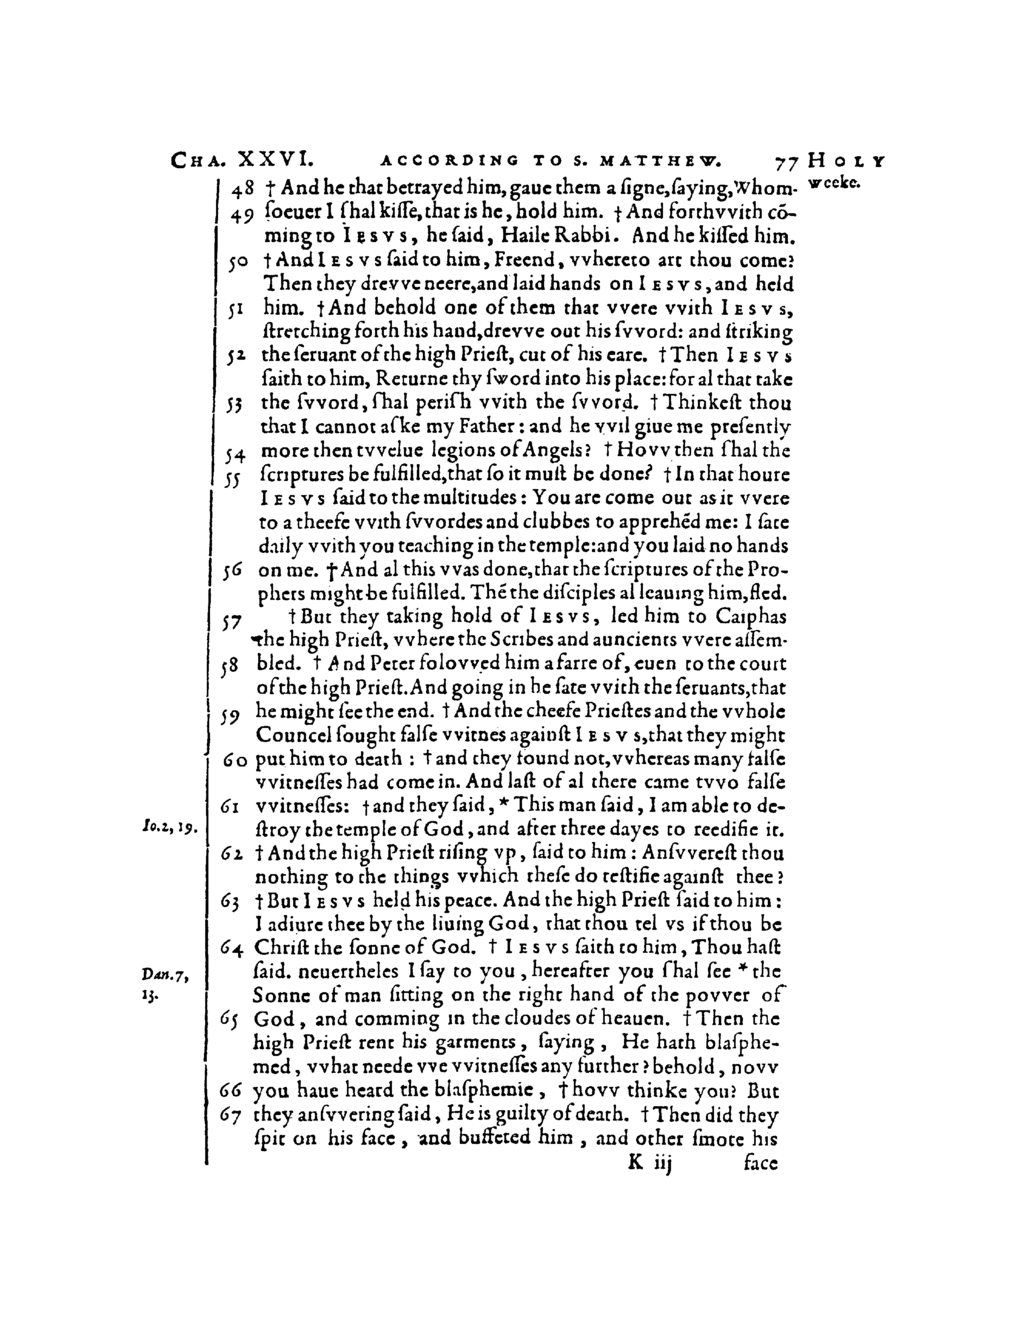 CHA. XXVI. ACCORDING TO S. MATTHEW. 77 HOLY
weeke.
48 † And he that betrayed him, gaue them a ſigne, ſaying, Whom-
49 ſoeuer I ſhal kiſſe, that is he, hold him. † And forthvvith cō-
ming to IESVS, he ſaid, Haile Rabbi. And he kiſſed him.
50 † And IESVS ſaid to him, Freend, vvhereto art thou come?
Then they drevve neere, and laid hands on IESVS, and held
51 him. † And behold one of them that vvere vvith IESVS,
ſtretching forth his hand, drevve out his ſvvord: and ſtriking
52 the ſeruant of the high Prieſt, cut of his eare. † Then IESVS
ſaith to him, Returne thy ſword into his place: for al that take
53 the ſvvord, ſhal periſh vvith the ſvvord. † Thinkeſt thou
that I cannot aſke my Father: and he vvil giue me preſently
54 more then tvvelue legions of Angels? † Hovv then ſhal the
55 ſcriptures be fulfilled, that ſo it muſt be done? † In that houre
IESVS ſaid to the multitudes: You are come out as it vvere
to a theefe vvith ſvvordes and clubbes to apprehēd me: I ſate
daily vvith you teaching in the temple: and you laid no hands
56 on me. † And al this vvas done, that the ſcriptures of the Pro-
phets might be fulfilled. Thē the diſciples al leauing him, fled.
57 † But they taking hold of IESVS, led him to Caiphas
the high Prieſt, vvhere the Scribes and auncients vvere aſſem-
58 bled. † And Peter folovved him a farre of, euen to the court
of the high Prieſt. And going in he ſate vvith the ſeruants, that
59 he might ſee the end. † And the cheefe Prieſtes and the vvhole
Councel ſought falſe vvitnes againſt IESVS, that they might
60 put him to death: † and they found not, vvhereas many falſe
vvitneſſes had come in. And laſt of al there came tvvo falſe
61 vvitneſſes: † and they ſaid, * This man ſaid, I am able to de-
Io.2, 19. ſtroy the temple of God, and after three dayes to reedifie it.
62 † And the high Prieſt riſing vp, ſaid to him: Anſvvereſt thou
nothing to the things vvhich theſe do teſtifie againſt thee?
63 † But IESVS held his peace. And the high Prieſt ſaid to him:
I adiure thee by the liuing God, that thou tel vs if thou be
64 Chriſt the ſonne of God. † IESVS ſaith to him, Thou haſt
Dan.7, ſaid. neuertheles I ſay to you, hereafter you ſhal ſee * the
13. Sonne of man ſitting on the right hand of the povver of
65 God, and comming in the cloudes of heauen. † Then the
high Prieſt rent his garments, ſaying, He hath blaſphe-
med, vvhat neede vve vvitneſſes any further? behold, novv
66 you haue heard the blaſphemie, † hovv thinke you? But
67 they anſvvering ſaid, He is guilty of death. † Then did they
ſpit on his face, and buffeted him, and other ſmote his
K iij face